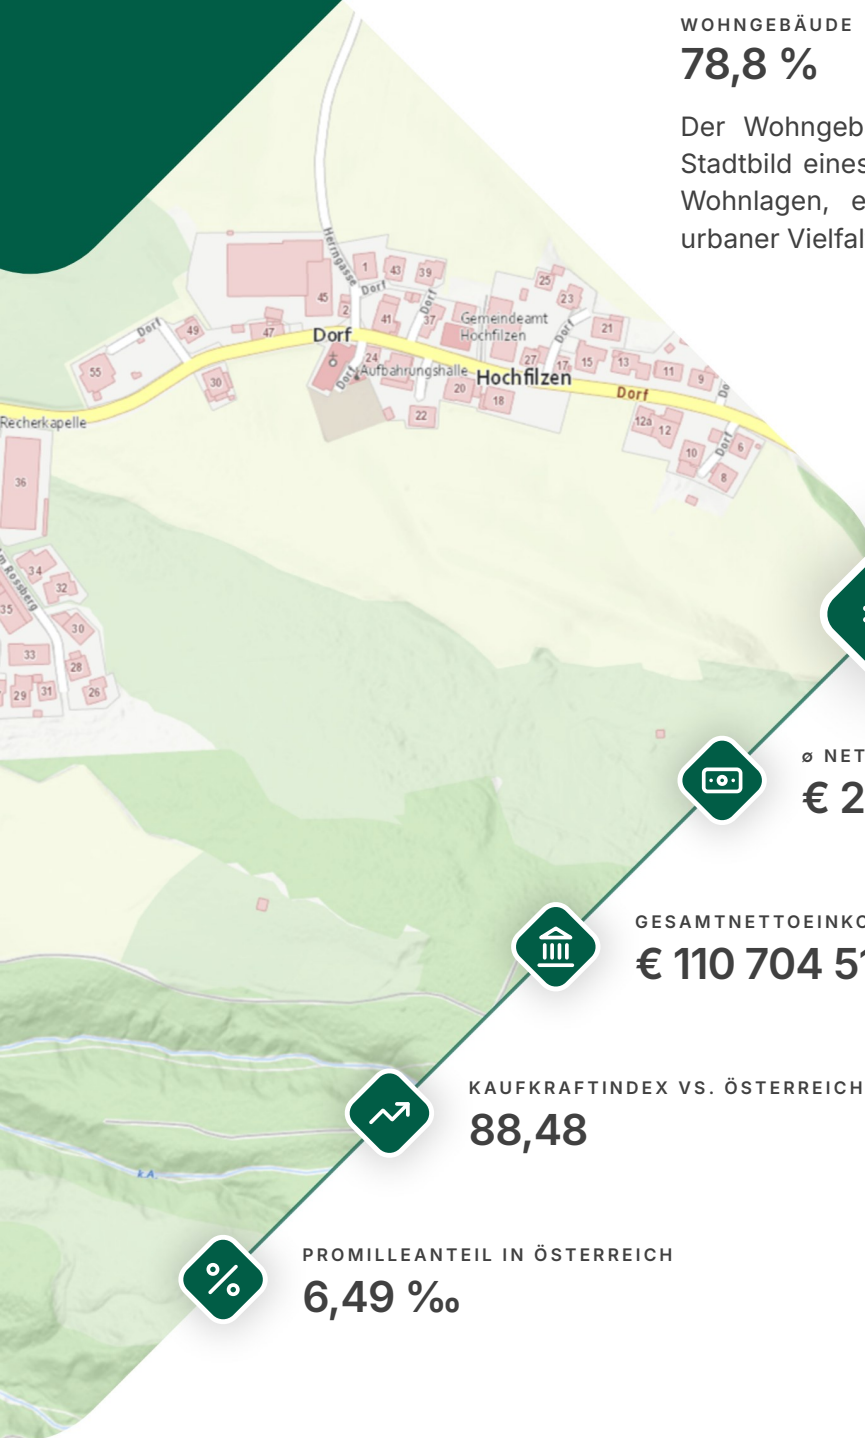 WOHNGEBÄUDE
78,8 %
Der Wohngeb
Stadtbild eines
Wohnlagen, e
urbaner Vielfal
Herrngasse
1
43
39
Dorf
45
2
41
Dorf
37
Gemeindeamt
Hochfilzen
25
23
Dorf
21
Dorf
49
47
Dorf
55
30
24
Aufbahrungshalle
Dorf
Hochfilzen
27
17
15
13
11
9
Do
20
18
22
Dorf
12a
12
10
Dorf
6
8
Recherkapelle
36
m Rossberg
34
32
35
30
33
28
29
31
26
ø NET
€ 2
GESAMTNETTOEINKO
€ 110 704 51
KAUFKRAFTINDEX VS. ÖSTERREICH
88,48
k.A.
PROMILLEANTEIL IN ÖSTERREICH
6,49 ‰